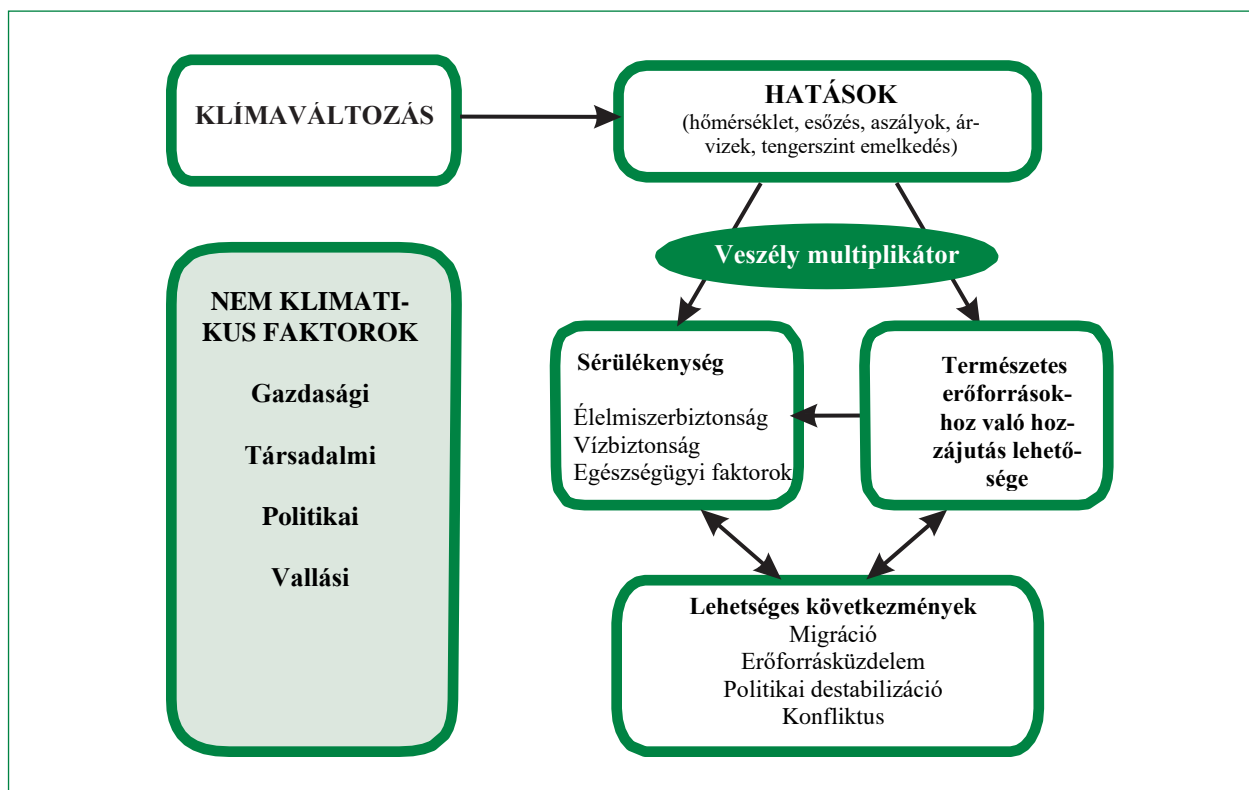 KLÍMAVÁLTOZÁS
HATÁSOK
(hőmérséklet, esőzés, aszályok, ár-
vizek, tengerszint emelkedés)
Veszély multiplikátor
NEM KLIMATI-
KUS FAKTOROK
Gazdasági
Társadalmi
Politikai
Vallási
Sérülékenység
Élelmiszerbiztonság
Vízbiztonság
Egészségügyi faktorok
Természetes
erőforrások-
hoz való hoz-
zájutás lehető-
sége
Lehetséges következmények
Migráció
Erőforrásküzdelem
Politikai destabilizáció
Konfliktus